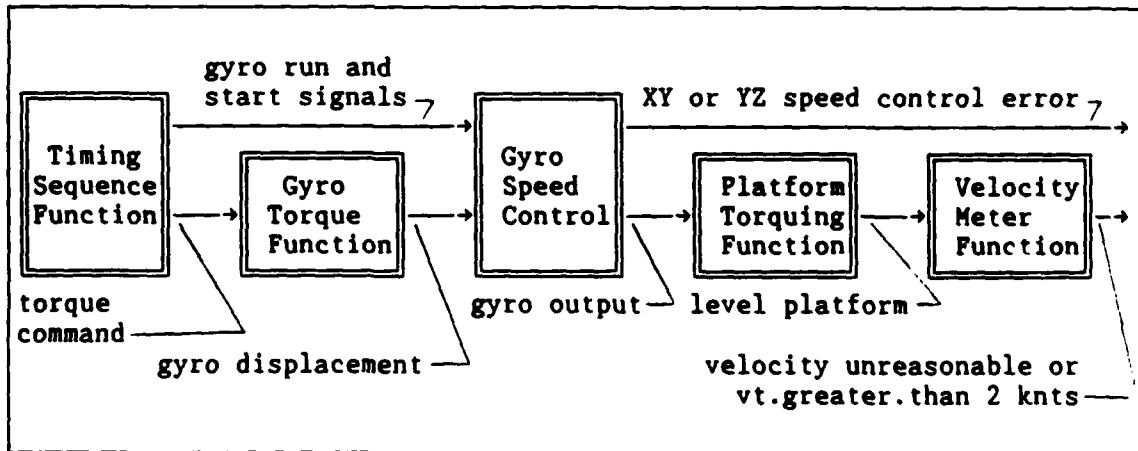 gyro run and
start signals
XY or YZ speed control error
Timing
Sequence
Function
Gyro
Torque
Function
Gyro
Speed
Control
Platform
Torquing
Function
Velocity
Meter
Function
torque
command
gyro displacement
gyro output
level platform
velocity unreasonable or
vt.greater.than 2 knts